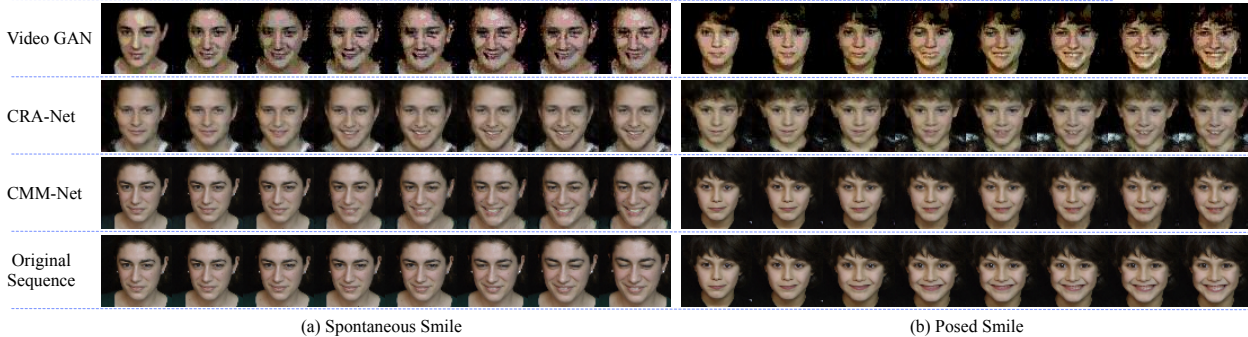 Video GAN
CRA-Net
CMM-Net
Original
Sequence
(a) Spontaneous Smile
(b) Posed Smile